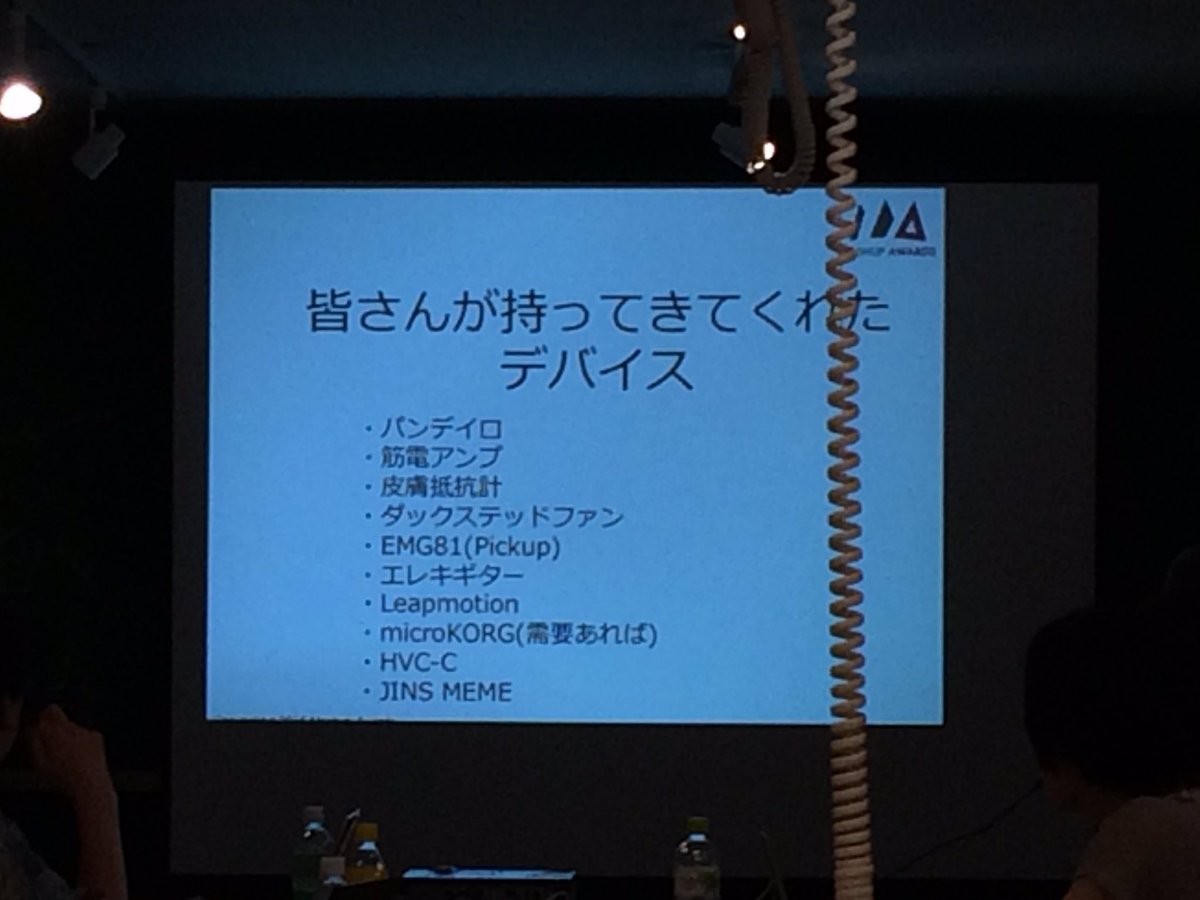 AWARDS
皆さんが持ってきてくれた
デバイス
・パンデイロ
・筋電アンプ
・皮膚抵抗計
・ダックステッドファン
・EMG81(Pickup)
・エレキギター
・Leapmotion
・microKORG(需要あれば)
・HVC-C
・JINS MEME